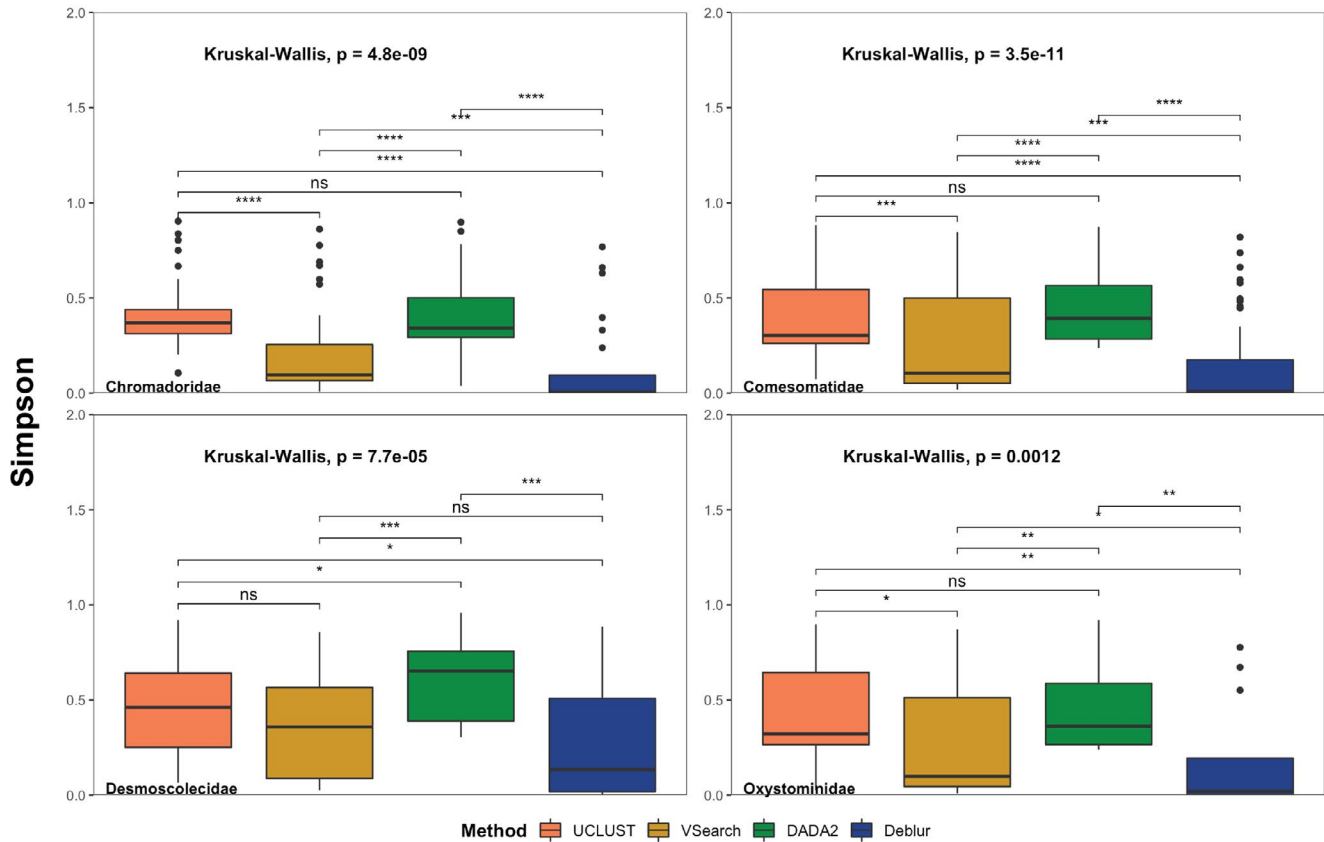 Simpson
2.0
1.5
1.0
0.5
0.0
Kruskal-Wallis, p = 4.8e-09
****
***
****
****
ns
****
Chromadoridae
2.0
1.5
1.0
0.5
0.0
Kruskal-Wallis, p = 3.5e-11
****
***
****
****
ns
***
Comesomatidae
2.0
1.5
1.0
0.5
0.0
Kruskal-Wallis, p = 7.7e-05
***
ns
***
*
*
ns
Desmoscolecidae
2.0
1.5
1.0
0.5
0.0
Kruskal-Wallis, p = 0.0012
**
*
**
**
ns
*
Oxystominidae
Method UCLUST VSearch DADA2 Deblur